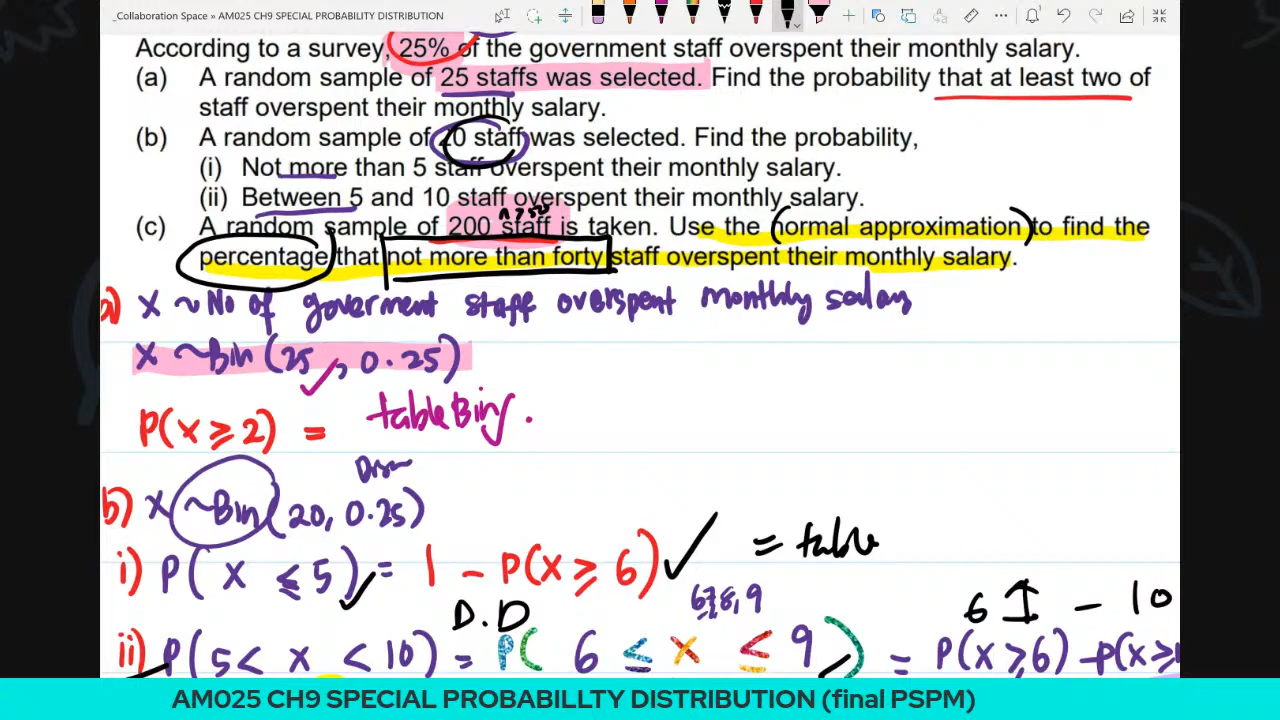 _Collaboration Space » AM025 CH9 SPECIAL PROBABILITY DISTRIBUTION
According to a survey, 25% of the government staff overspent their monthly salary.
(a) A random sample of 25 staffs was selected. Find the probability that at least two of
staff overspent their monthly salary.
(b) A random sample of 20 staff was selected. Find the probability,
(i) Not more than 5 staff overspent their monthly salary.
(ii) Between 5 and 10 staff overspent their monthly salary.
n > 50
(c) A random sample of 200 staff is taken. Use the normal approximation to find the
percentage that not more than forty staff overspent their monthly salary.
a) X ~ No of goverment staff overspent monthly salary
X ~ Bin (25, 0.25)
P(X ≥ 2) = table Biny.
b) X ~ Bin (20, 0.25)
i) P( X ≤ 5) = 1 - P(X ≥ 6) = table
D.D
6,7,8,9
6 - 10
ii) P(5 < X < 10) = P( 6 ≤ X ≤ 9 ) = P(X ≥ 6) - P(X ≥ 1
AM025 CH9 SPECIAL PROBABILLTY DISTRIBUTION (final PSPM)